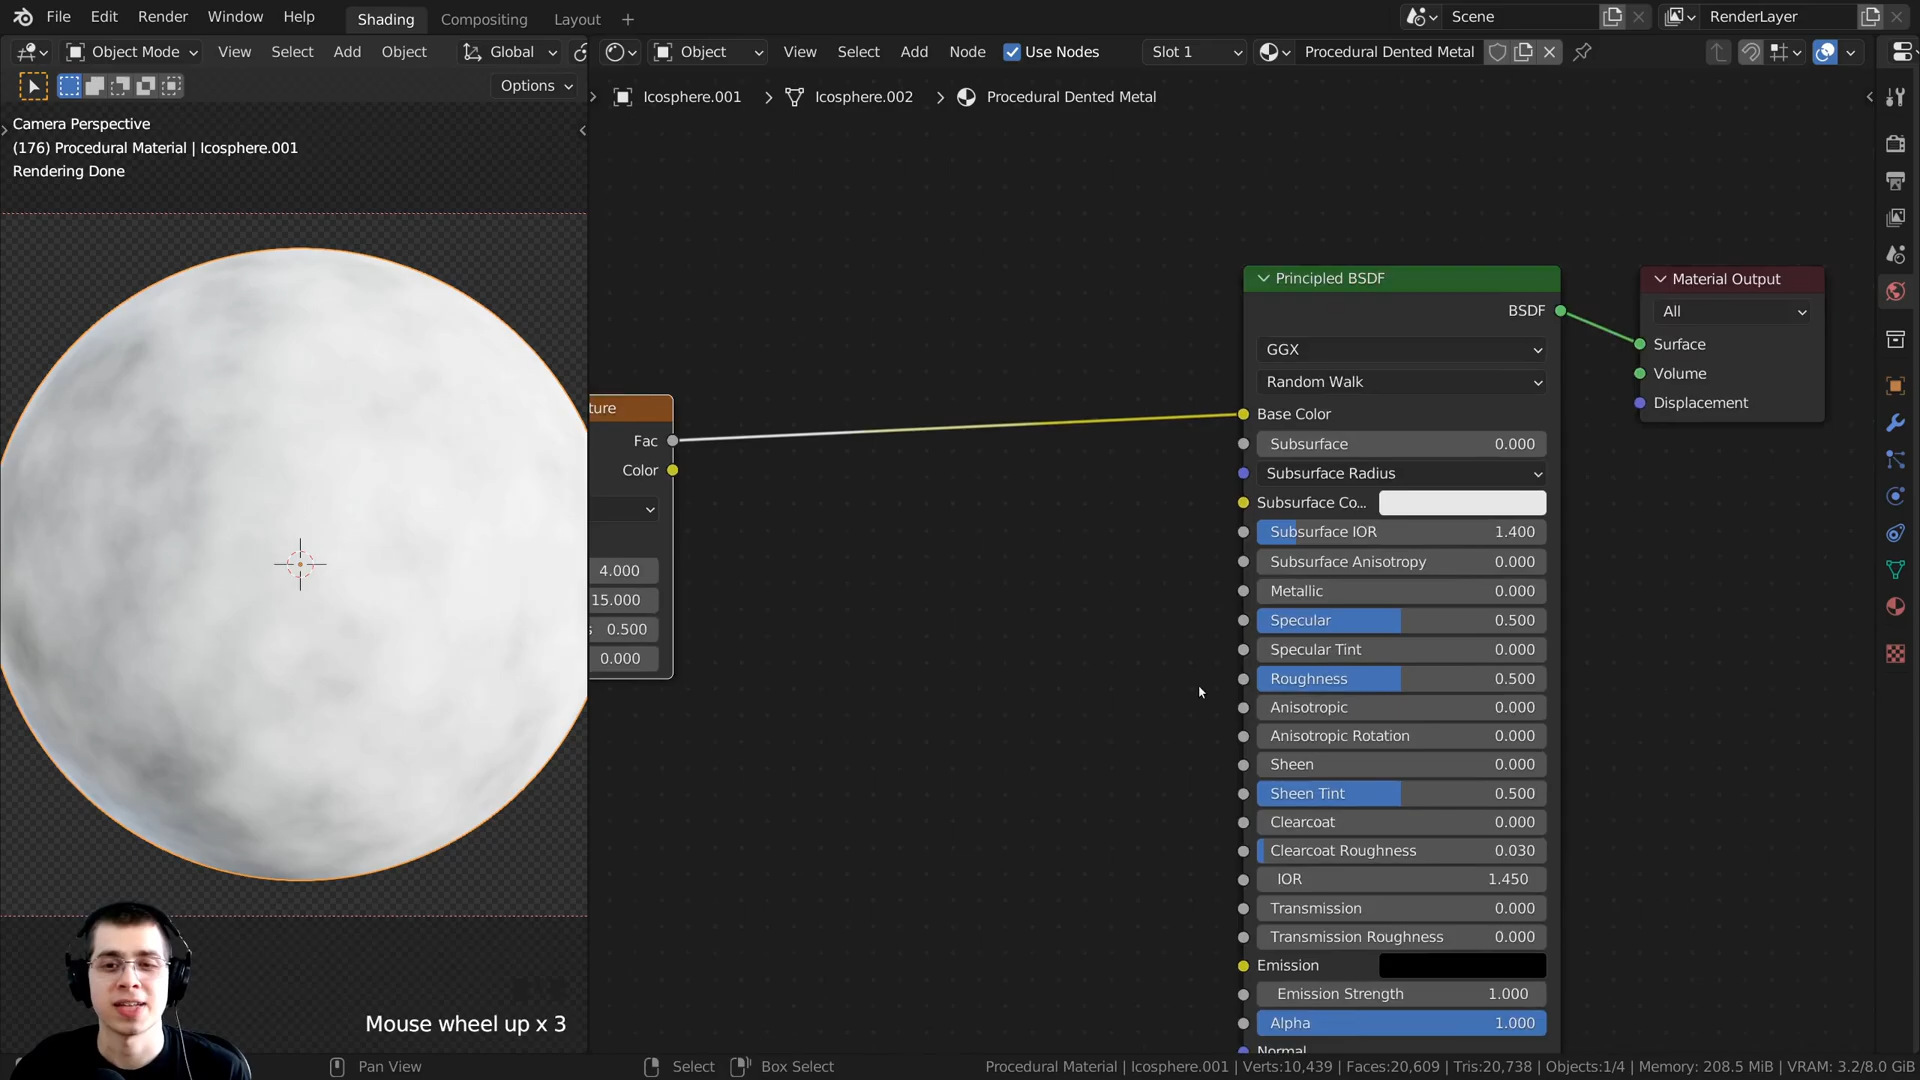 File Edit Render Window Help Shading Compositing Layout + Scene RenderLayer
Object Mode View Select Add Object Global Object View Select Add Node Use Nodes Slot 1 Procedural Dented Metal
Options
Icosphere.001 > Icosphere.002 > Procedural Dented Metal
Camera Perspective
(176) Procedural Material | Icosphere.001
Rendering Done
ture
Fac
Color
4.000
15.000
s 0.500
0.000
Principled BSDF
BSDF
GGX
Random Walk
Base Color
Subsurface 0.000
Subsurface Radius
Subsurface Co...
Subsurface IOR 1.400
Subsurface Anisotropy 0.000
Metallic 0.000
Specular 0.500
Specular Tint 0.000
Roughness 0.500
Anisotropic 0.000
Anisotropic Rotation 0.000
Sheen 0.000
Sheen Tint 0.500
Clearcoat 0.000
Clearcoat Roughness 0.030
IOR 1.450
Transmission 0.000
Transmission Roughness 0.000
Emission
Emission Strength 1.000
Alpha 1.000
Normal
Material Output
All
Surface
Volume
Displacement
Mouse wheel up x 3
Pan View Select Box Select Procedural Material | Icosphere.001 | Verts:10,439 | Faces:20,609 | Tris:20,738 | Objects:1/4 | Memory: 208.5 MiB | VRAM: 3.2/8.0 GiB